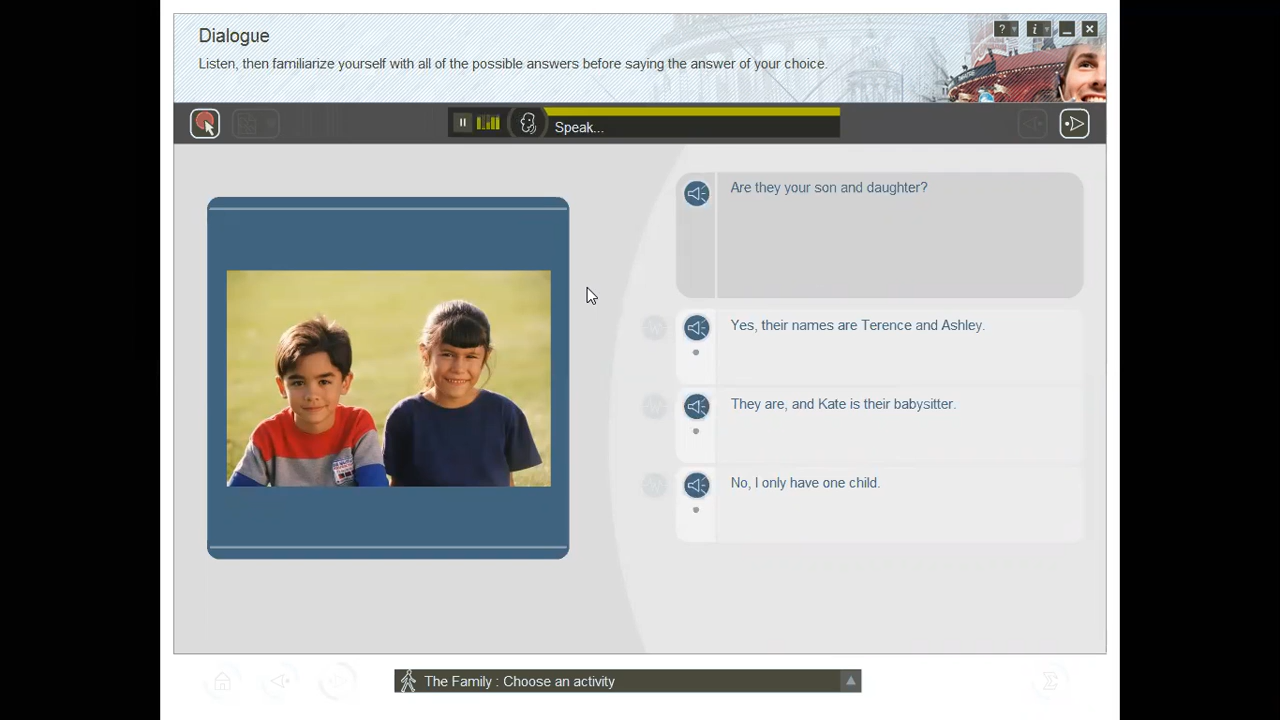 Dialogue
Listen, then familiarize yourself with all of the possible answers before saying the answer of your choice.
Speak...
Are they your son and daughter?
Yes, their names are Terence and Ashley.
They are, and Kate is their babysitter.
No, I only have one child.
The Family : Choose an activity